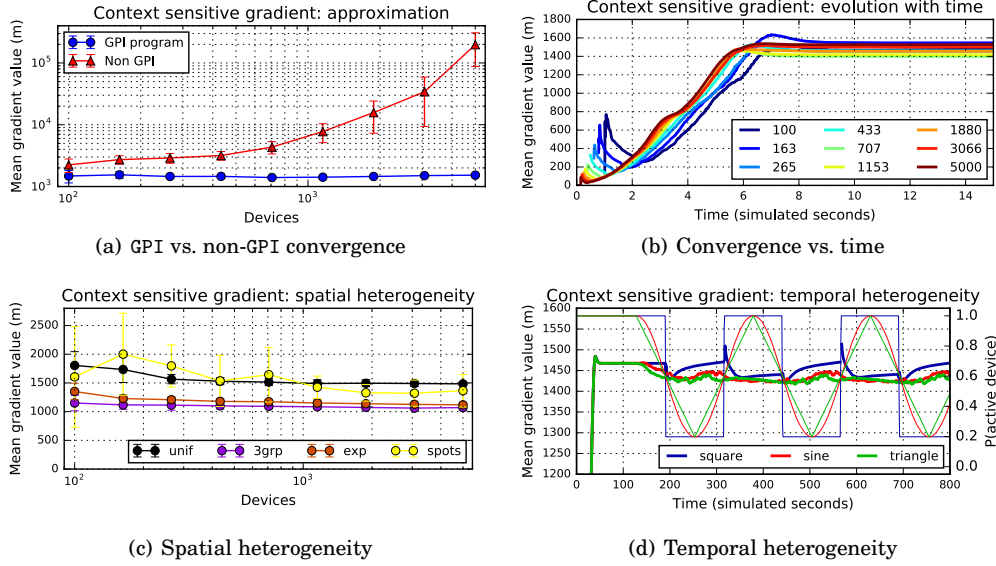 Context sensitive gradient: approximation
Mean gradient value (m)
10^5
10^4
10^3
GPI program
Non GPI
10^2
10^3
Devices
(a) GPI vs. non-GPI convergence
Context sensitive gradient: evolution with time
Mean gradient value (m)
1800
1600
1400
1200
1000
800
600
400
200
0
100
433
1880
163
707
3066
265
1153
5000
0
2
4
6
8
10
12
14
Time (simulated seconds)
(b) Convergence vs. time
Context sensitive gradient: spatial heterogeneity
Mean gradient value (m)
2500
2000
1500
1000
500
0
unif
3grp
exp
spots
10^2
10^3
Devices
(c) Spatial heterogeneity
Context sensitive gradient: temporal heterogeneity
Mean gradient value (m)
1600
1550
1500
1450
1400
1350
1300
1250
1200
1.0
0.8
0.6
0.4
0.2
0.0
P(active device)
square
sine
triangle
0
100
200
300
400
500
600
700
800
Time (simulated seconds)
(d) Temporal heterogeneity